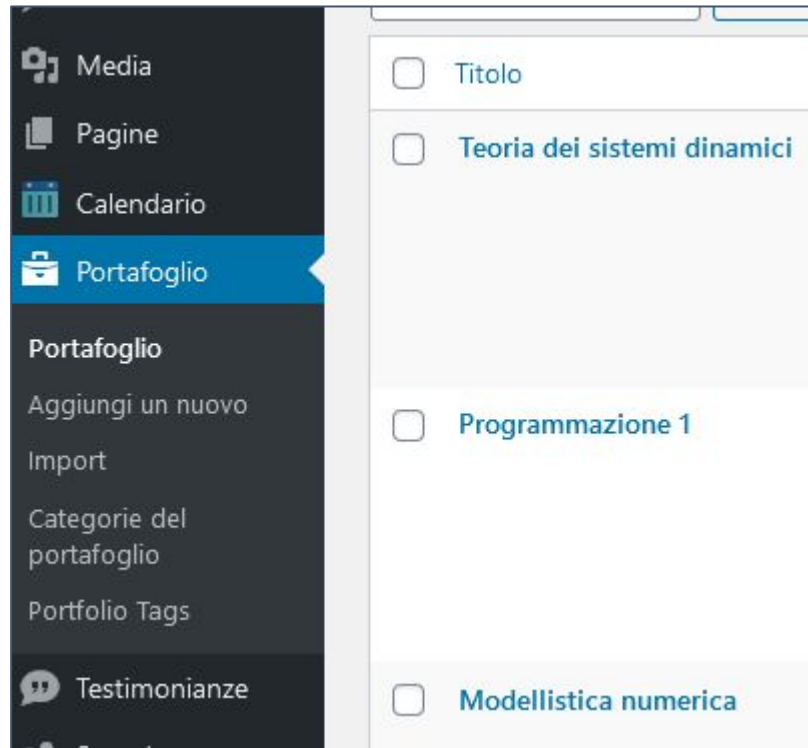 Media
Pagine
Calendario
Portafoglio
Portafoglio
Aggiungi un nuovo
Import
Categorie del
portafoglio
Portfolio Tags
Testimonianze
Titolo
Teoria dei sistemi dinamici
Programmazione 1
Modellistica numerica